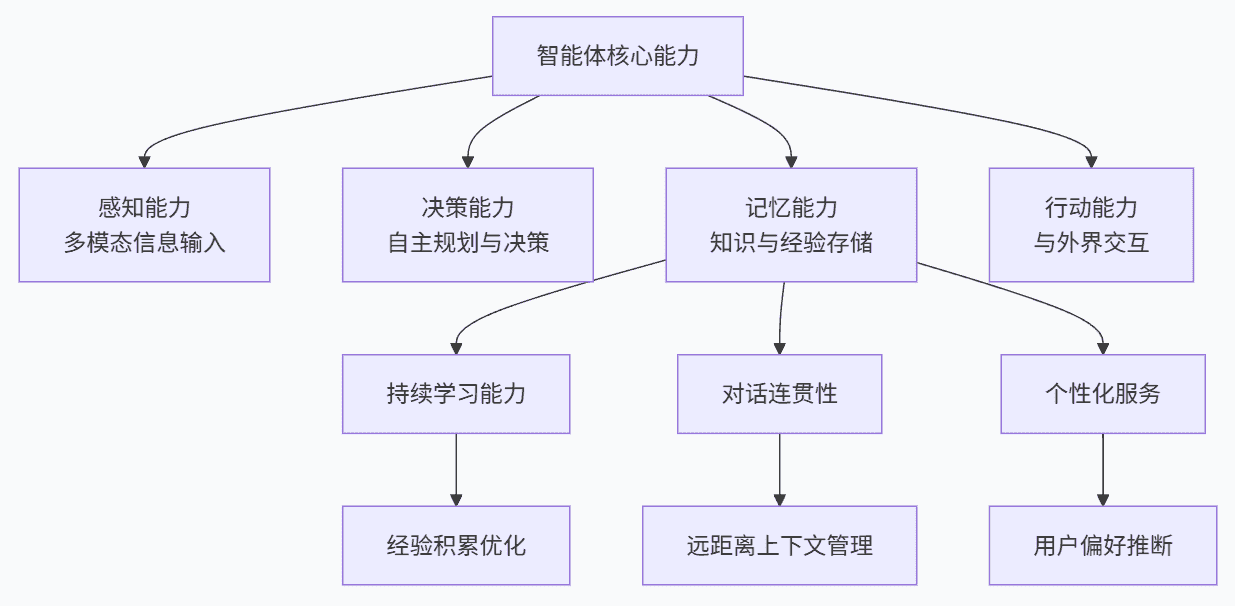 智能体核心能力
感知能力
多模态信息输入
决策能力
自主规划与决策
记忆能力
知识与经验存储
行动能力
与外界交互
持续学习能力
对话连贯性
个性化服务
经验积累优化
远距离上下文管理
用户偏好推断